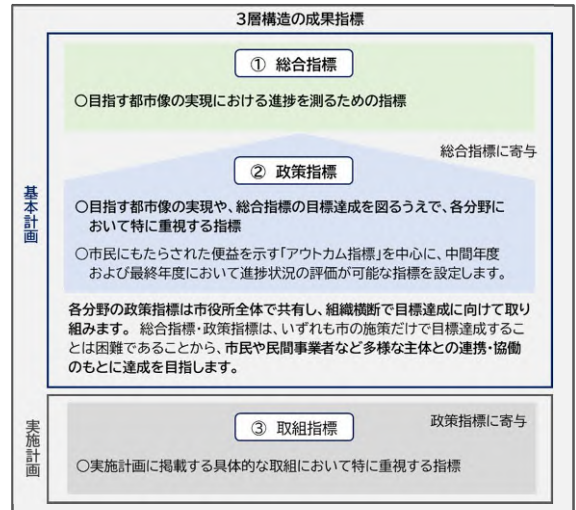 3層構造の成果指標
基本計画
① 総合指標
○目指す都市像の実現における進捗を測るための指標
総合指標に寄与
② 政策指標
○目指す都市像の実現や、総合指標の目標達成を図るうえで、各分野に
おいて特に重視する指標
○市民にもたらされた便益を示す「アウトカム指標」を中心に、中間年度
および最終年度において進捗状況の評価が可能な指標を設定します。
各分野の政策指標は市役所全体で共有し、組織横断で目標達成に向けて取り
組みます。 総合指標・政策指標は、いずれも市の施策だけで目標達成するこ
とは困難であることから、市民や民間事業者など多様な主体との連携・協働
のもとに達成を目指します。
実施計画
政策指標に寄与
③ 取組指標
○実施計画に掲載する具体的な取組において特に重視する指標